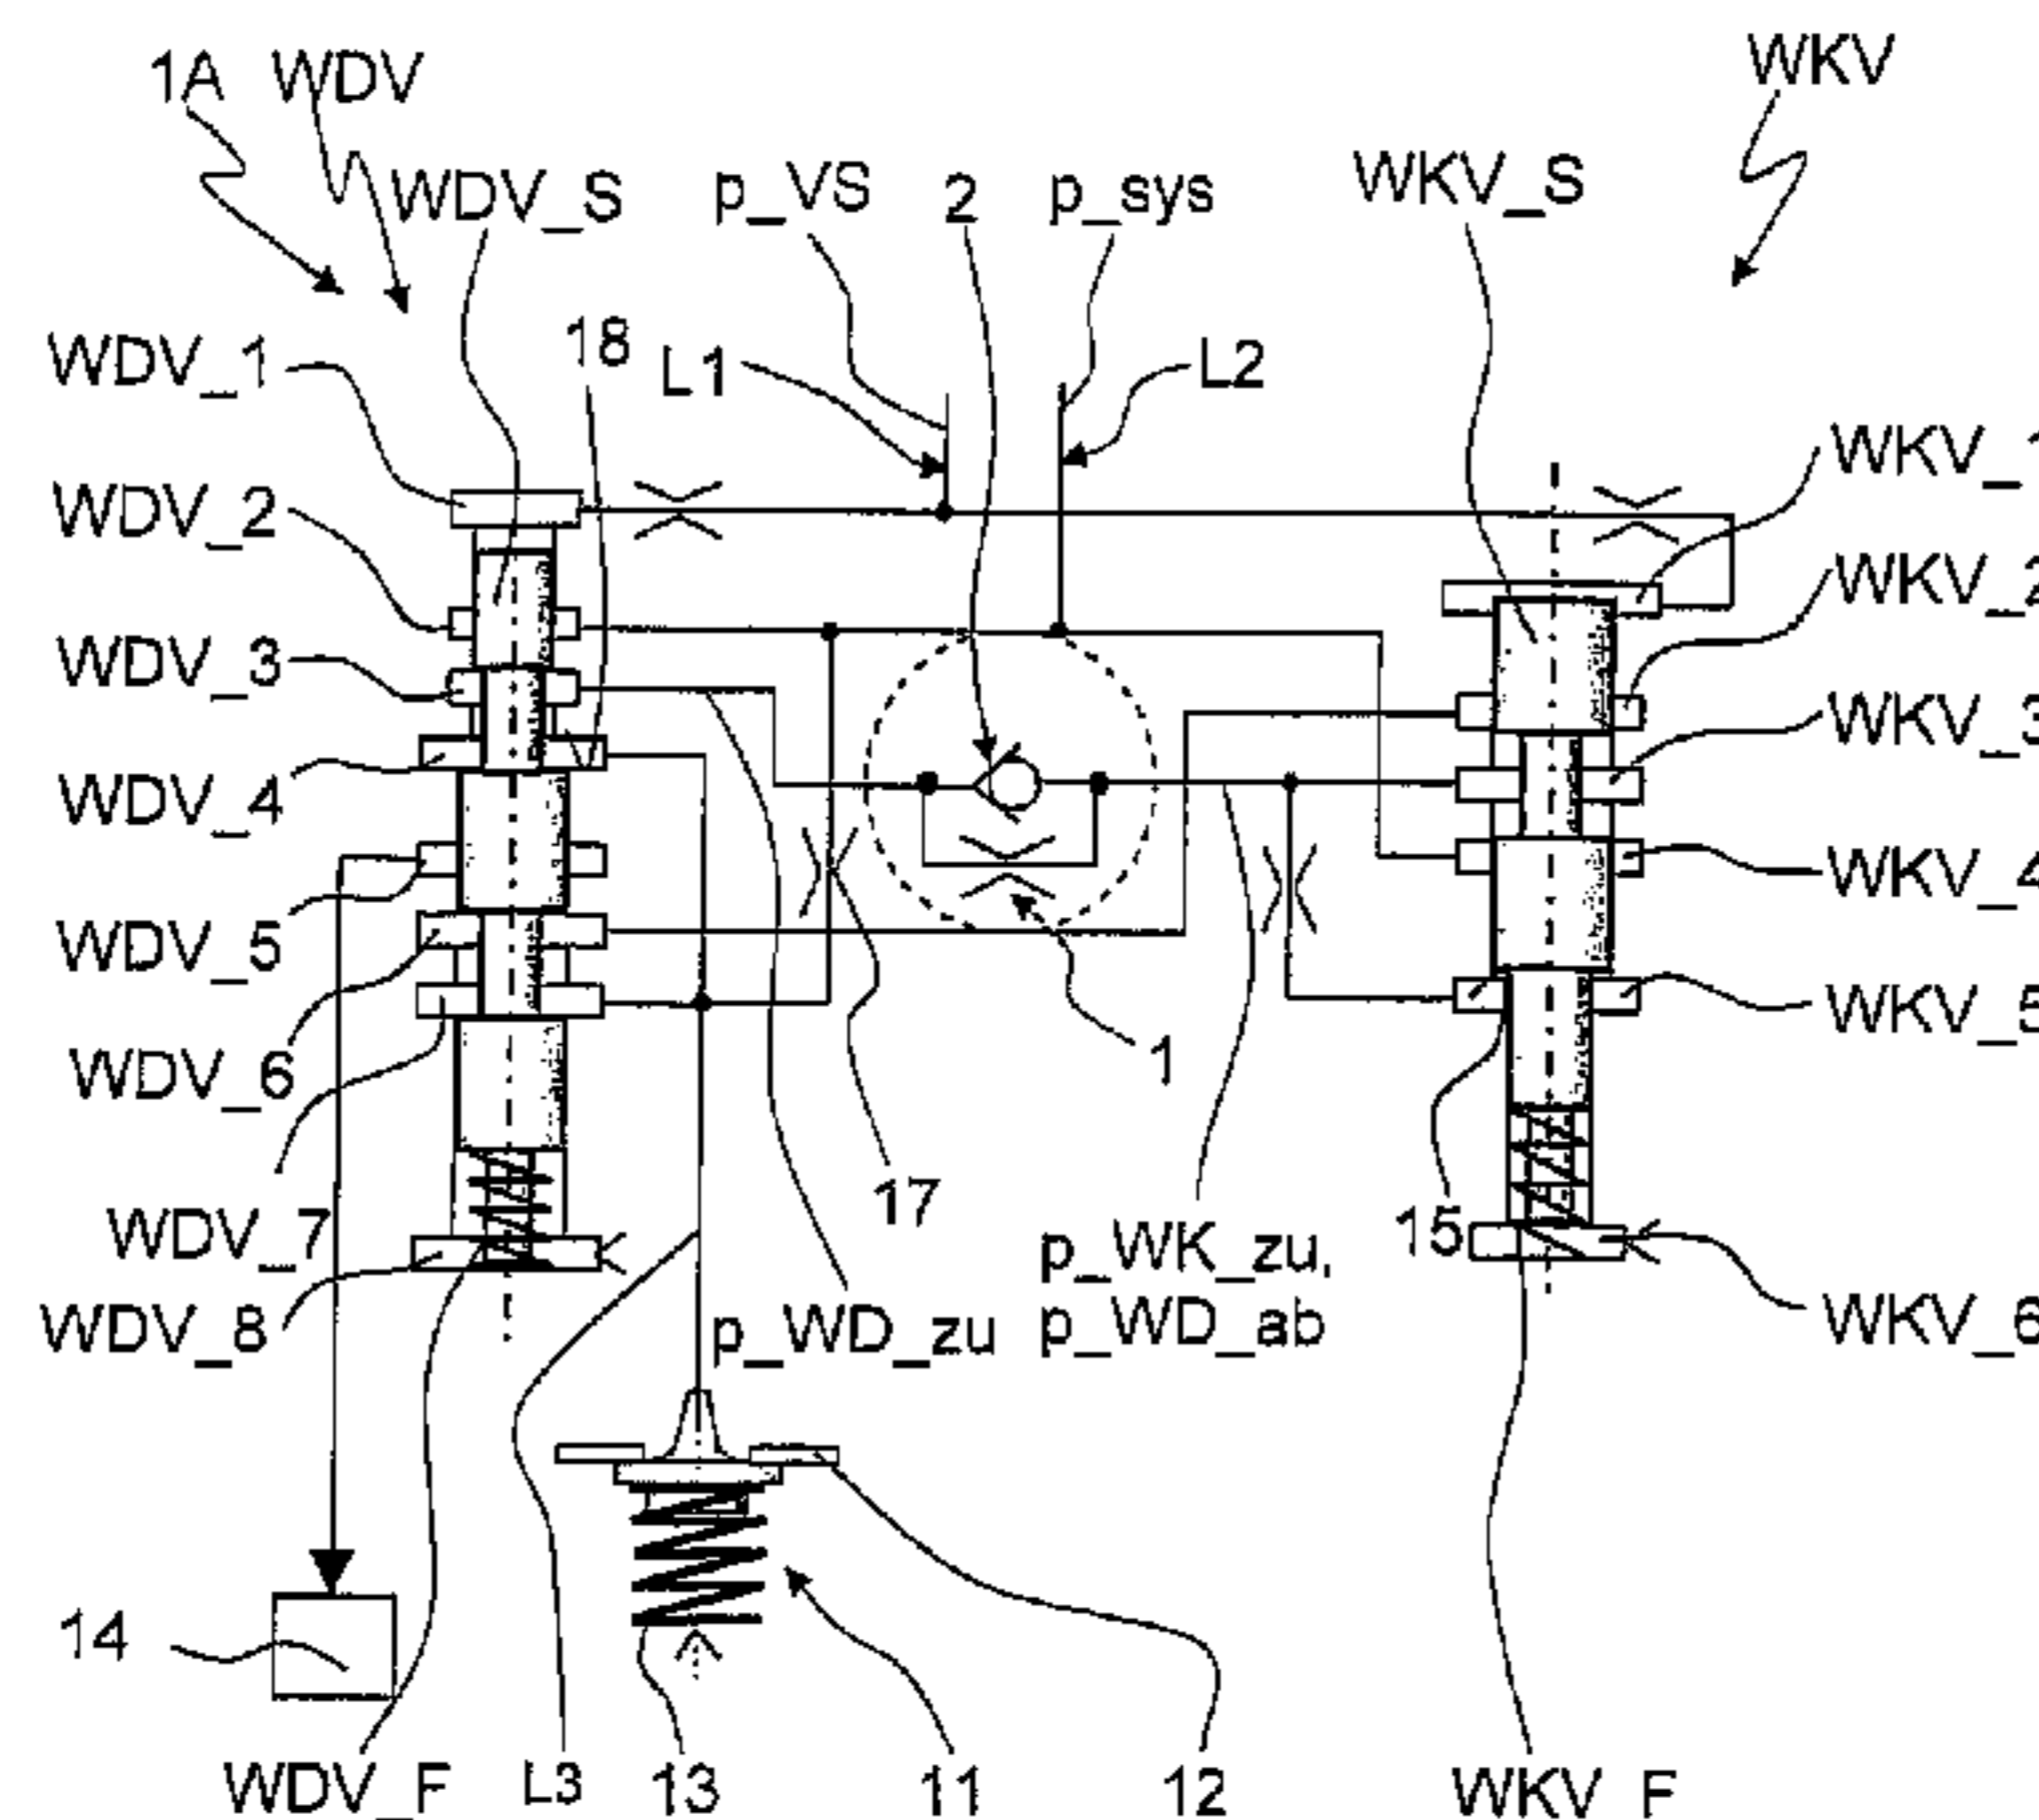 1A WDV
WKV
WDV_S
p_VS
2
p_sys
WKV_S
18
WDV_1
L1
L2
WKV_1
WDV_2
WKV_2
WDV_3
WKV_3
WDV_4
WKV_4
WDV_5
WKV_5
WDV_6
1
17
15
WDV_7
p_WK_zu,
WDV_8
p_WD_zu
p_WD_ab
WKV_6
14
WDV_F
L3
13
11
12
WKV_F